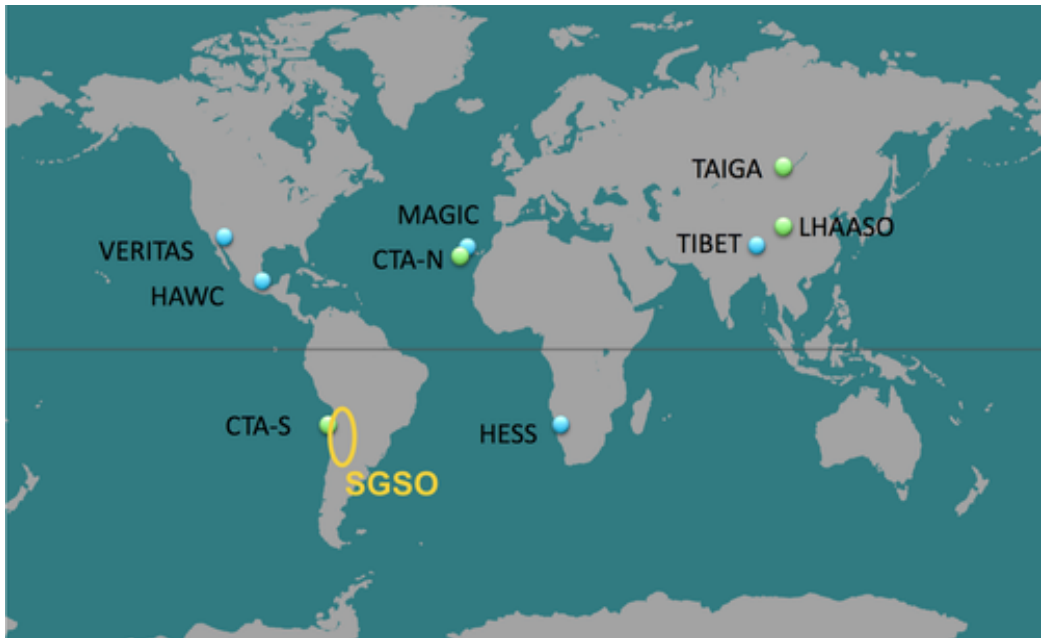 TAIGA
MAGIC
LHAASO
VERITAS
CTA-N
TIBET
HAWC
CTA-S
HESS
SGSO